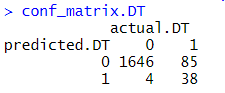 > conf_matrix.DT
actual.DT
predicted.DT 0 1
0 1646 85
1 4 38